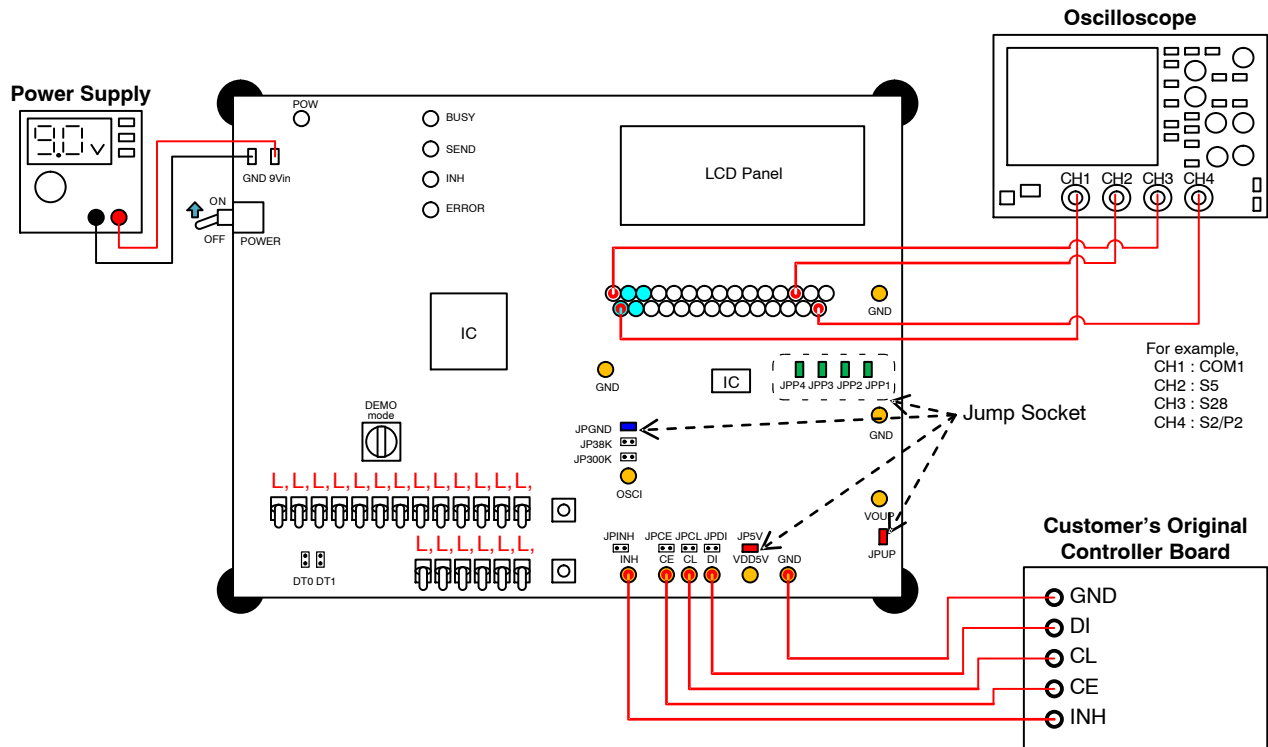 Oscilloscope
Power Supply
9.0 v
POW
BUSY
SEND
INH
ERROR
GND 9Vin
ON
OFF
POWER
LCD Panel
CH1 CH2 CH3 CH4
GND
For example,
CH1 : COM1
CH2 : S5
CH3 : S28
CH4 : S2/P2
IC
IC
GND
JPP4 JPP3 JPP2 JPP1
DEMO
mode
JPGND
JP38K
JP300K
OSCI
GND
Jump Socket
L, L, L, L, L, L, L, L, L, L, L,
VOUP
JPUP
L, L, L, L, L, L,
DT0 DT1
JPINH JPCE JPCL JPDI JP5V
INH CE CL DI VDD5V GND
Customer's Original
Controller Board
GND
DI
CL
CE
INH